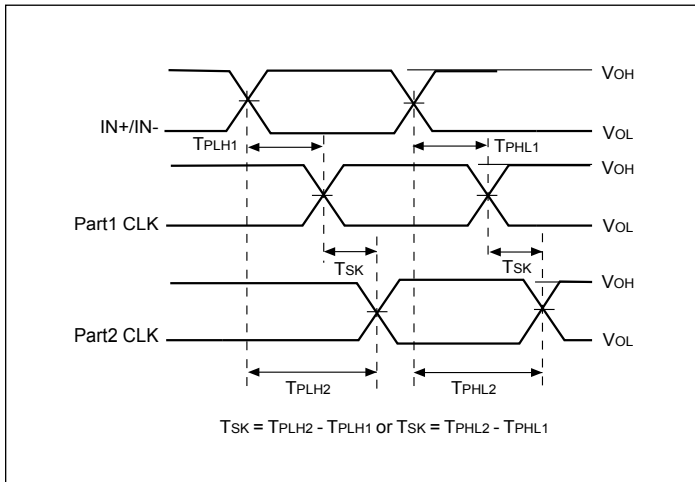 VOH
IN+/IN-
VOL
TPLH1
TPHL1
VOH
Part1 CLK
VOL
TSK
TSK
VOH
Part2 CLK
VOL
TPLH2
TPHL2
TSK = TPLH2 - TPLH1 or TSK = TPHL2 - TPHL1